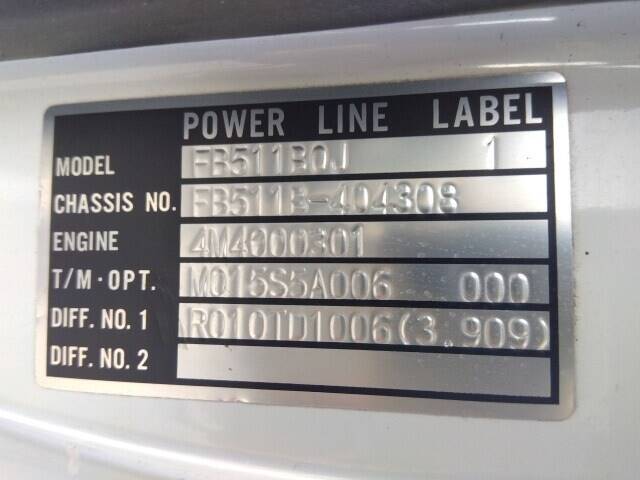 POWER LINE LABEL
MODEL FB511B0J 1
CHASSIS NO. FB511B-404308
ENGINE 4M4000301
T/M·OPT. M015S5A006 000
DIFF. NO. 1 R010TD1006(3.909)
DIFF. NO. 2